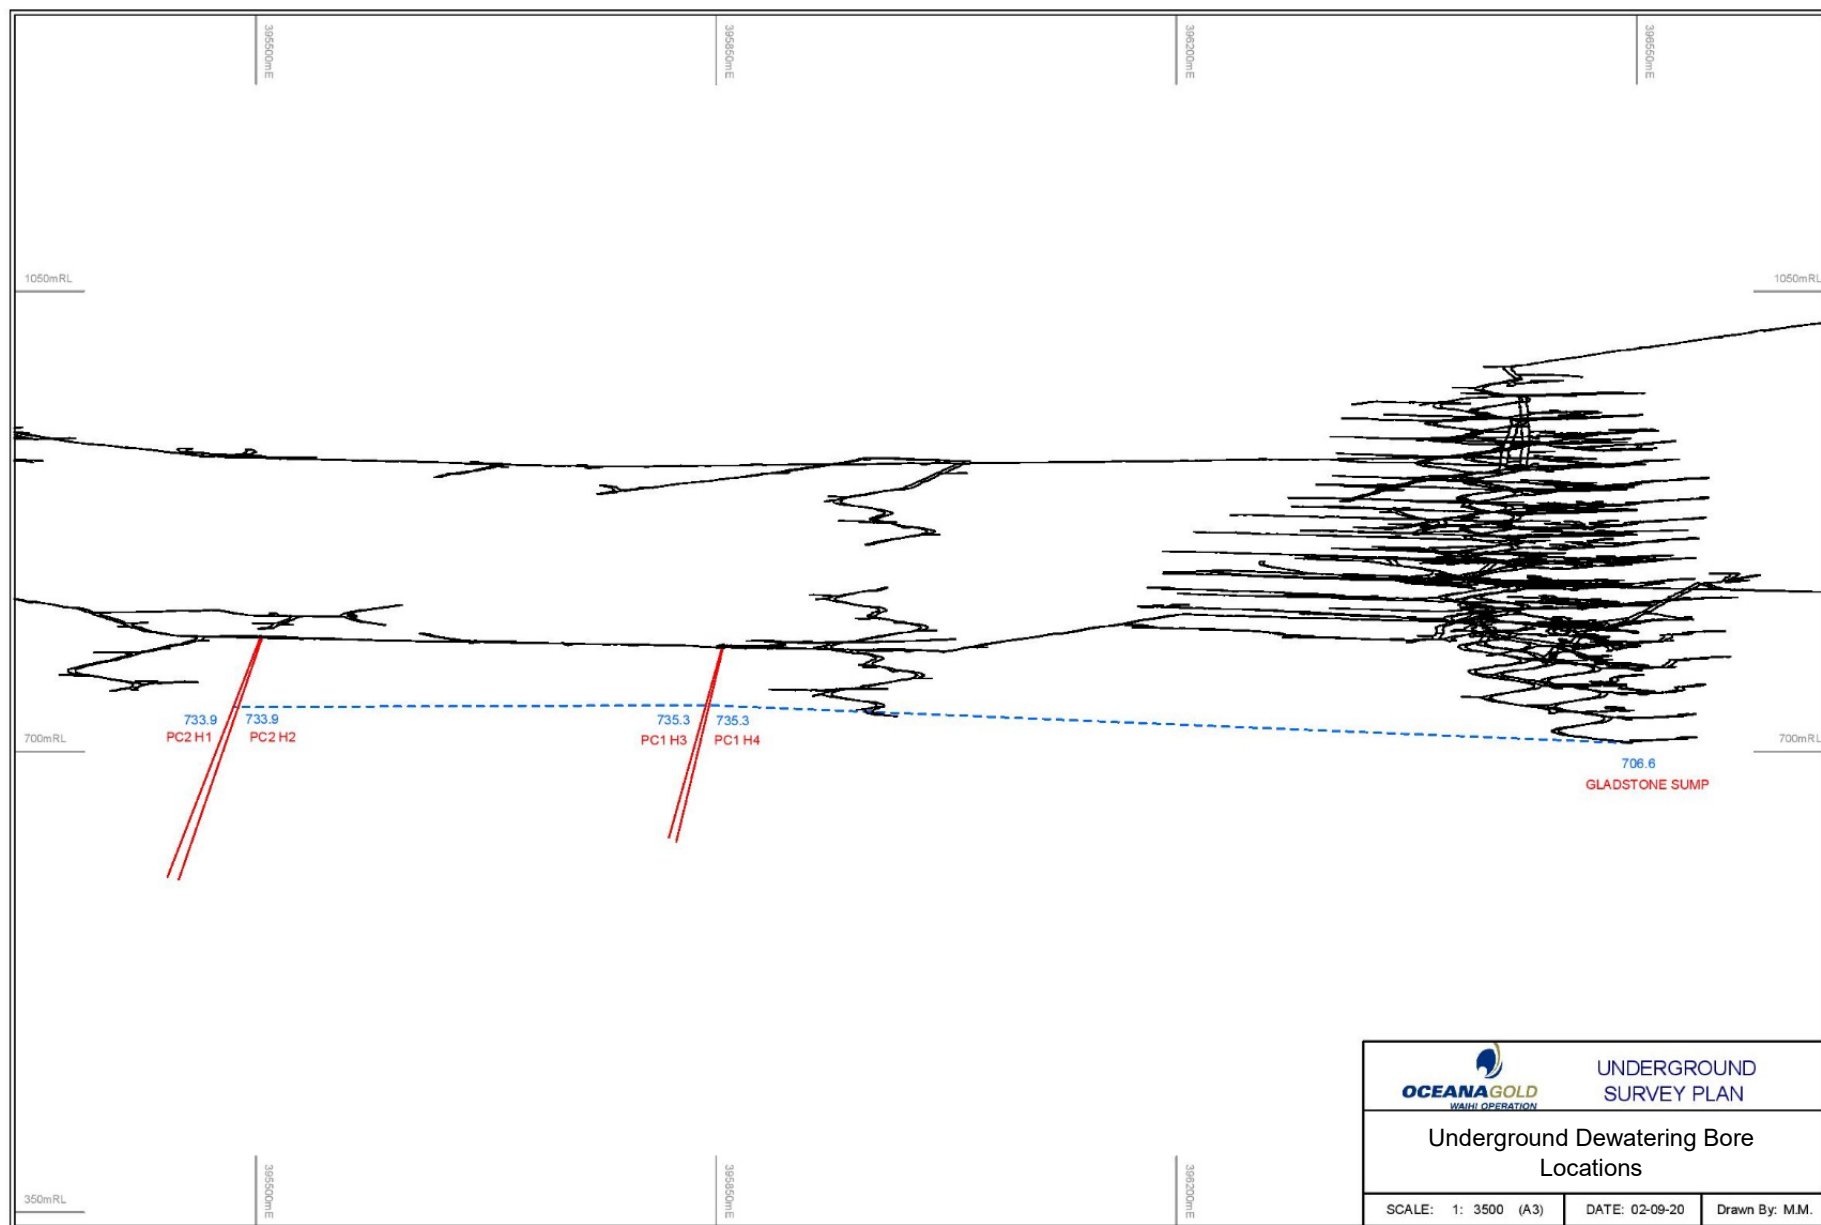 395500mE
395850mE
396200mE
396550mE
1050mRL
1050mRL
733.9
733.9
735.3
735.3
PC2 H1
PC2 H2
PC1 H3
PC1 H4
700mRL
700mRL
706.6
GLADSTONE SUMP
OCEANAGOLD
WAIHI OPERATION
UNDERGROUND
SURVEY PLAN
Underground Dewatering Bore
Locations
395500mE
395850mE
396200mE
350mRL
SCALE: 1: 3500 (A3)
DATE: 02-09-20
Drawn By: M.M.